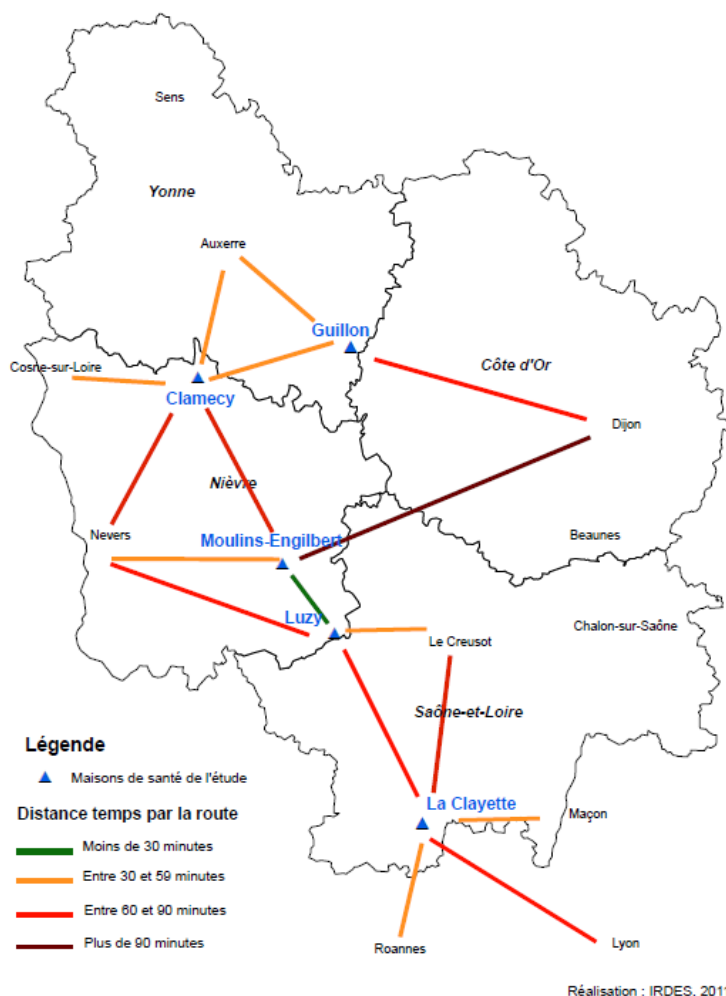 Sens
Yonne
Auxerre
Guillon
Cosne-sur-Loire
Côte d'Or
Clamecy
Dijon
Nièvre
Nevers
Moulins-Engilbert
Beaunes
Luzy
Chalon-sur-Saône
Le Creusot
Saône-et-Loire
Légende
Maisons de santé de l'étude
La Clayette
Distance temps par la route
Maçon
Moins de 30 minutes
Entre 30 et 59 minutes
Entre 60 et 90 minutes
Plus de 90 minutes
Roannes
Lyon
Réalisation : IRDES, 201